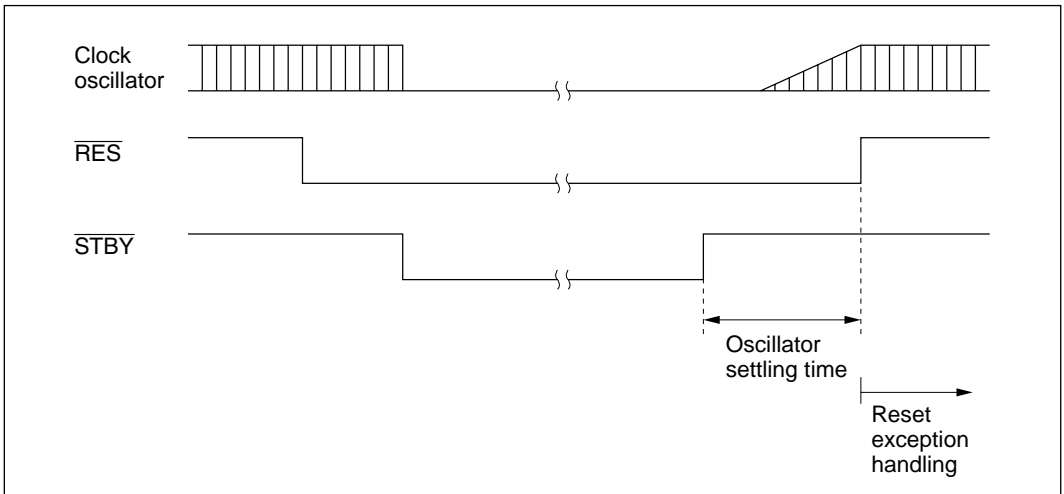 Clock
oscillator
RES
STBY
Oscillator
settling time
Reset
exception
handling